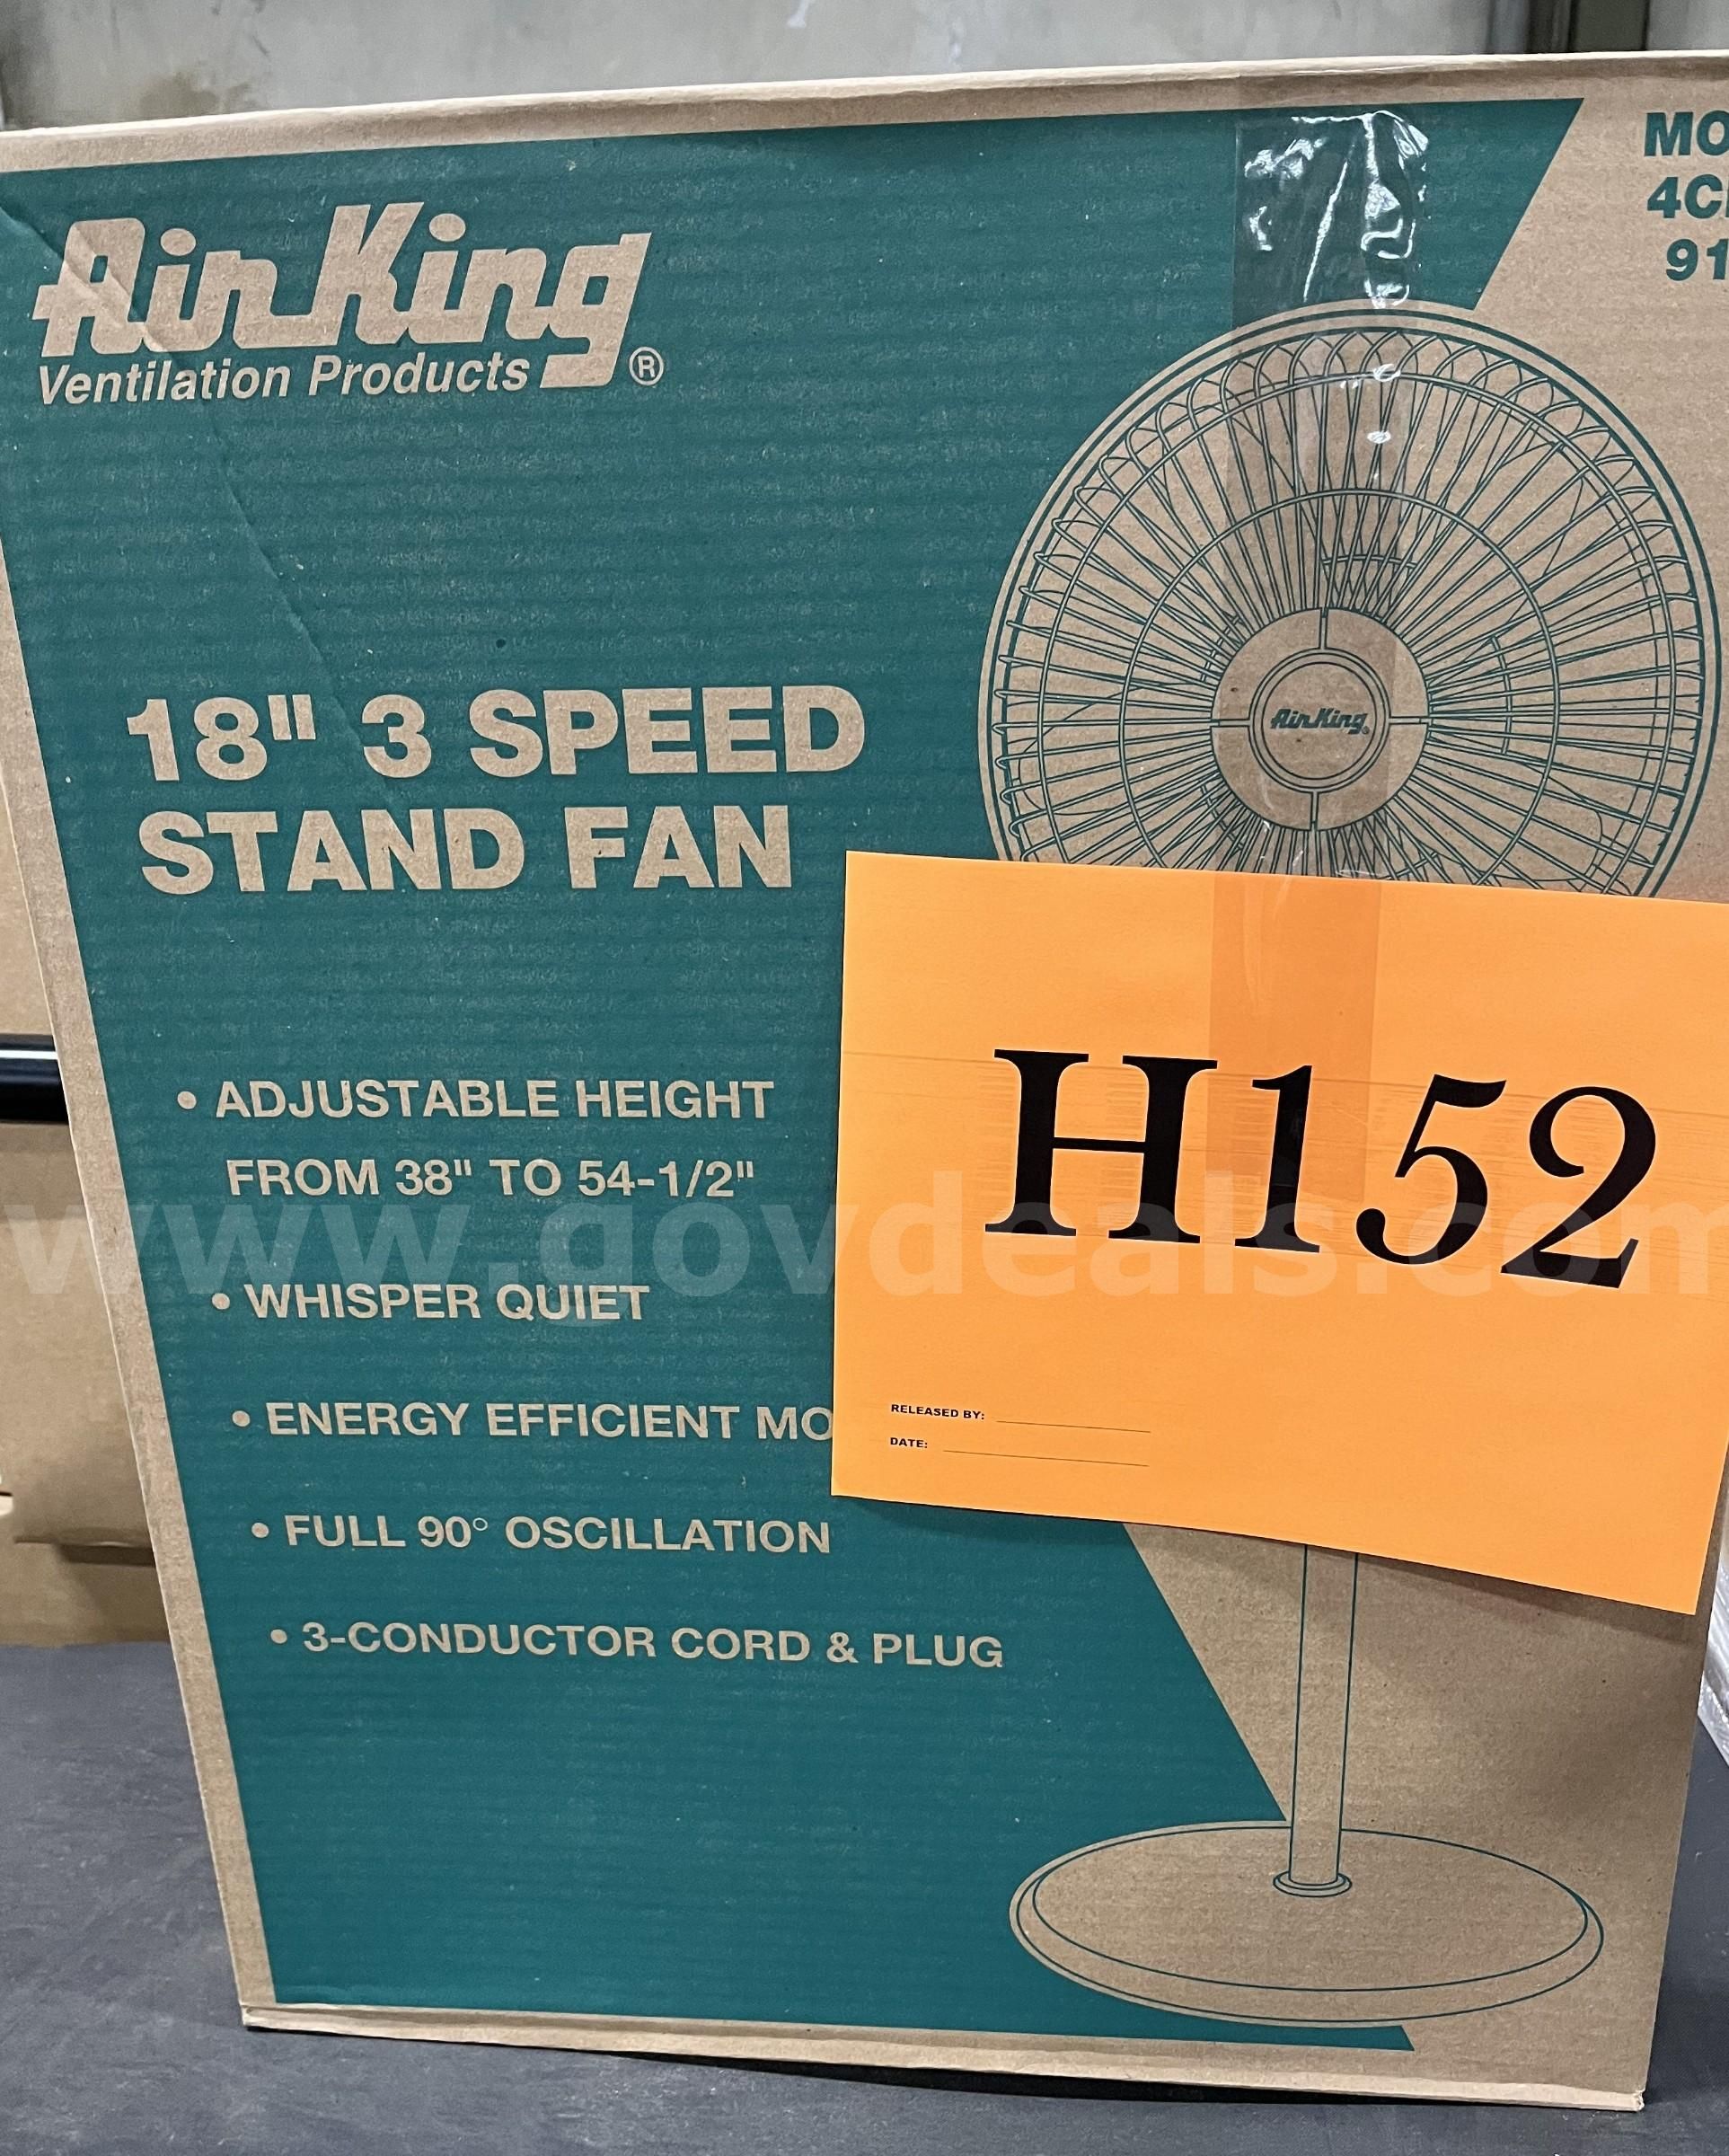 Air King
Ventilation Products ®
18" 3 SPEED
STAND FAN
Air King
• ADJUSTABLE HEIGHT
FROM 38" TO 54-1/2"
• WHISPER QUIET
• ENERGY EFFICIENT MO
• FULL 90° OSCILLATION
• 3-CONDUCTOR CORD & PLUG
MO
4C
91
H152
RELEASED BY:
DATE:
www.govdeals.com